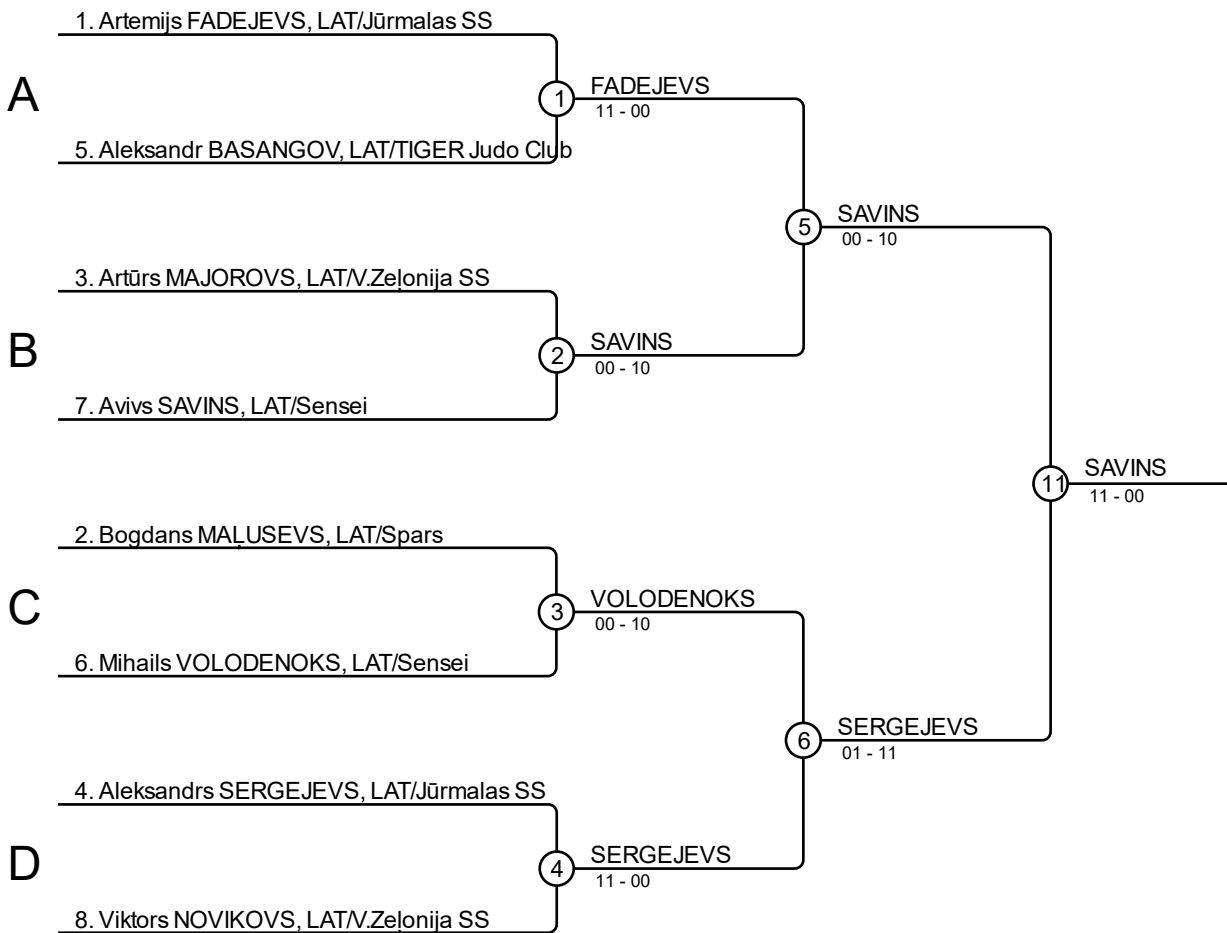 1. Artemijs FADEJEVS, LAT/Jūrmalas SS
A
1
FADEJEVS
11 - 00
5. Aleksandr BASANGOV, LAT/TIGER Judo Club
5
SAVINS
00 - 10
3. Artūrs MAJOROVS, LAT/V.Zeļonija SS
B
2
SAVINS
00 - 10
7. Avivs SAVINS, LAT/Sensei
11
SAVINS
11 - 00
2. Bogdans MAĻUSEVS, LAT/Spars
C
3
VOLODENOKS
00 - 10
6. Mihails VOLODENOKS, LAT/Sensei
6
SERGEJEVS
01 - 11
4. Aleksandrs SERGEJEVS, LAT/Jūrmalas SS
D
4
SERGEJEVS
11 - 00
8. Viktors NOVIKOVS, LAT/V.Zeļonija SS